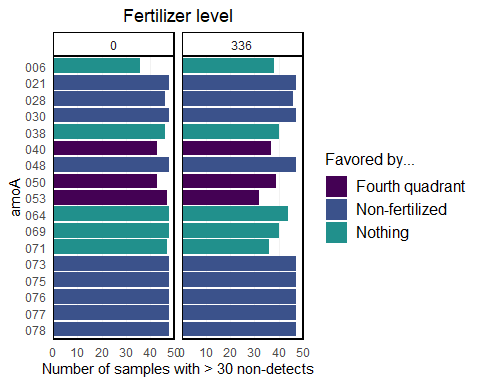 Fertilizer level
0 336
006
021
028
030
038
040
048
050
053
064
069
071
073
075
076
077
078
amoA
0 10 20 30 40 50 0 10 20 30 40 50
Number of samples with > 30 non-detects
Favored by...
Fourth quadrant
Non-fertilized
Nothing